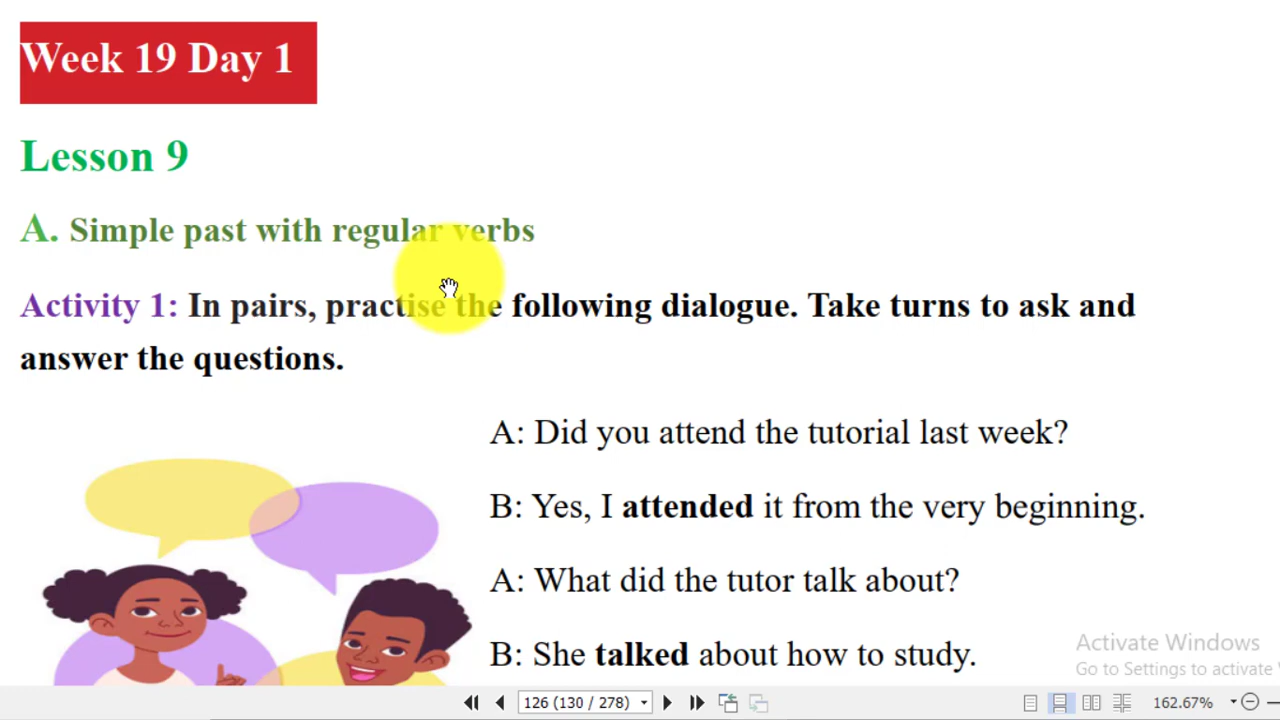 Week 19 Day 1
Lesson 9
A. Simple past with regular verbs
Activity 1: In pairs, practise the following dialogue. Take turns to ask and
answer the questions.
A: Did you attend the tutorial last week?
B: Yes, I attended it from the very beginning.
A: What did the tutor talk about?
B: She talked about how to study.
Activate Windows
Go to Settings to activate
126 (130 / 278)
162.67%